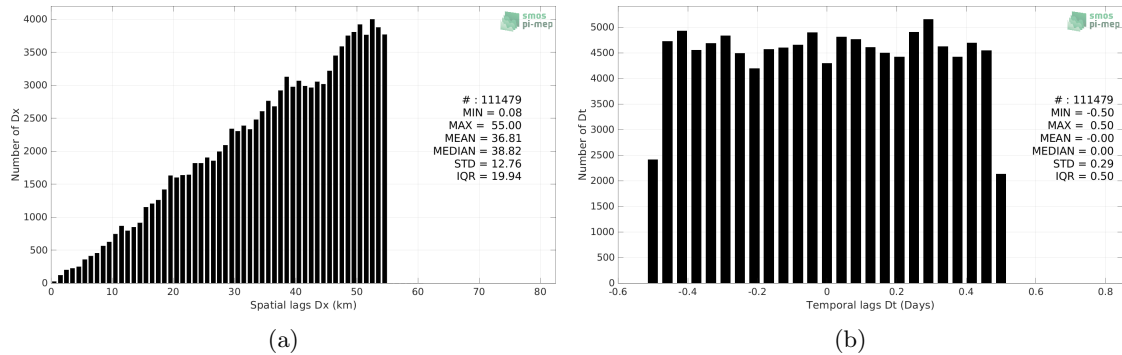 4000
3500
3000
2500
2000
1500
1000
500
0
Number of Dx
0 10 20 30 40 50 60 70 80
Spatial lags Dx (km)
smos
pi-mep
# : 111479
MIN = 0.08
MAX = 55.00
MEAN = 36.81
MEDIAN = 38.82
STD = 12.76
IQR = 19.94
(a)
5000
4500
4000
3500
3000
2500
2000
1500
1000
500
0
Number of Dt
-0.6 -0.4 -0.2 0 0.2 0.4 0.6 0.8
Temporal lags Dt (Days)
smos
pi-mep
# : 111479
MIN = -0.50
MAX = 0.50
MEAN = -0.00
MEDIAN = 0.00
STD = 0.29
IQR = 0.50
(b)